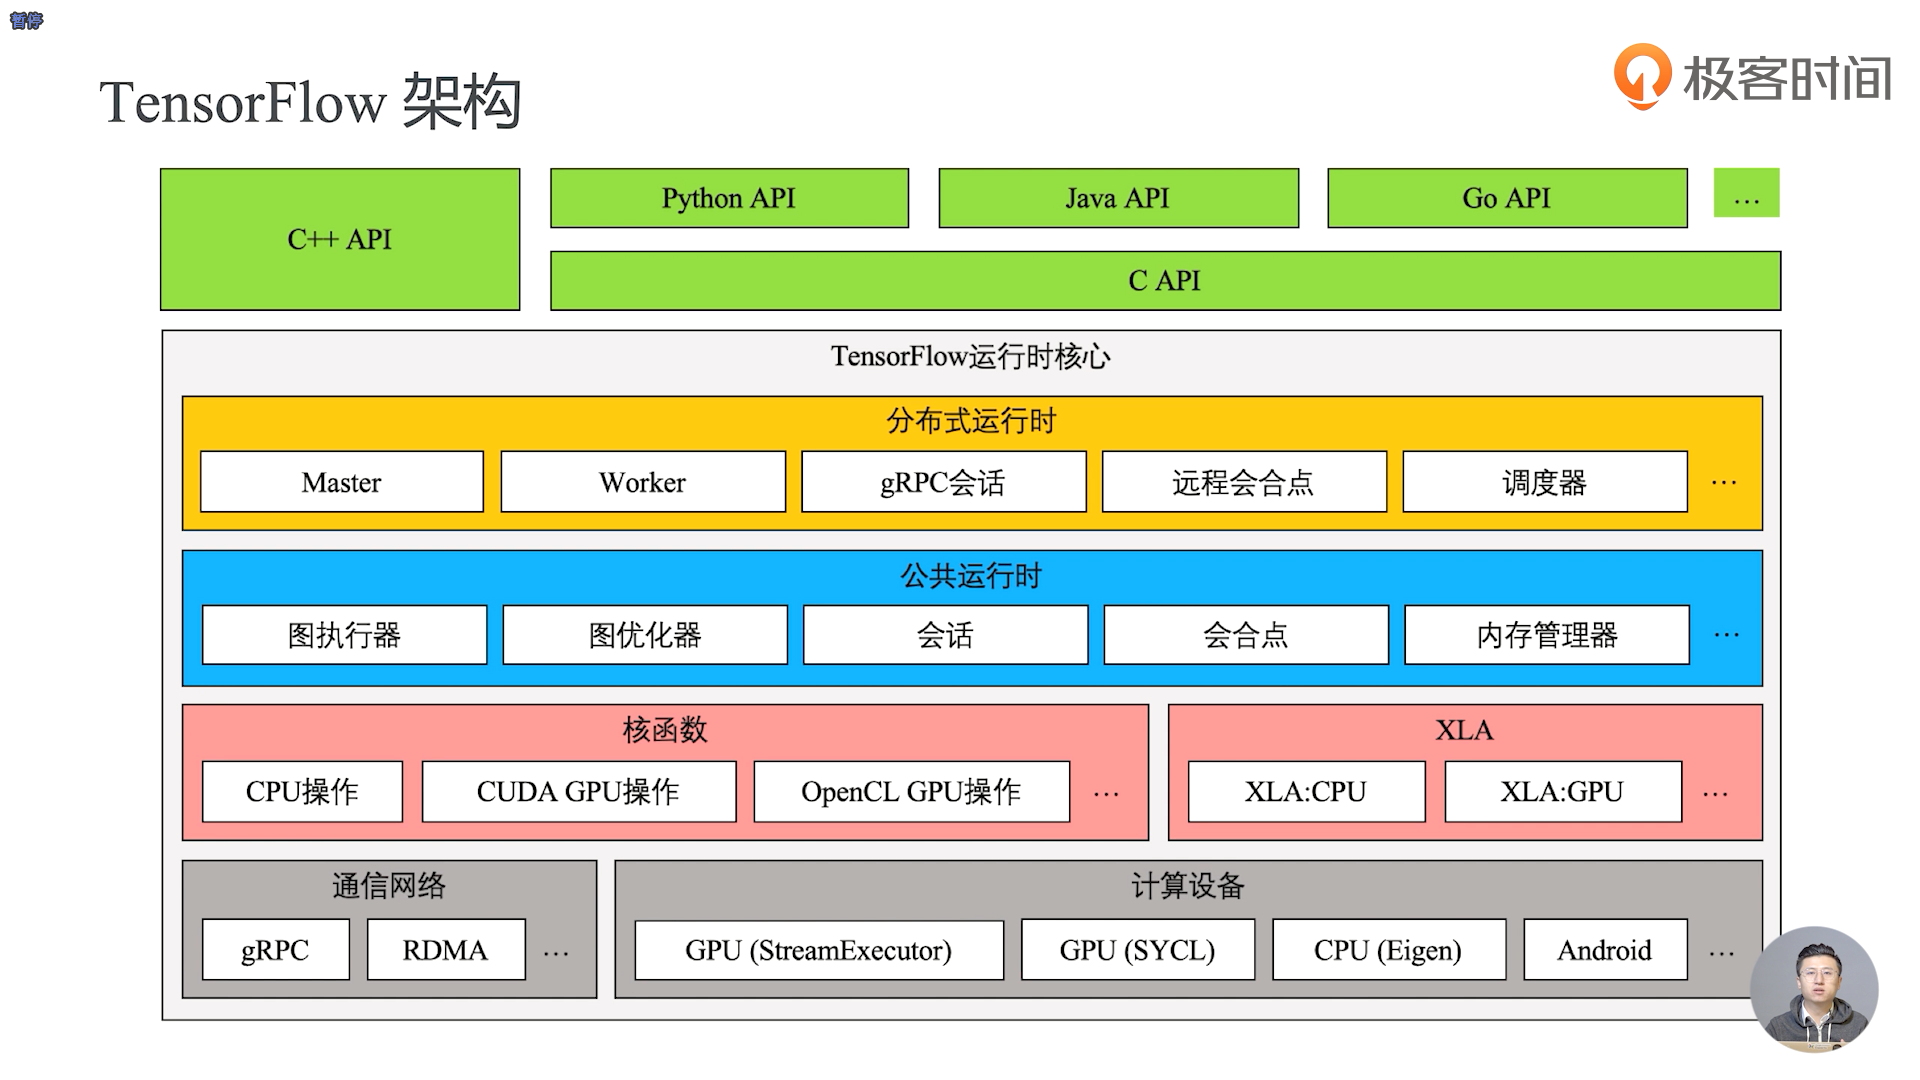 暂停
TensorFlow 架构
极客时间
C++ API
Python API
Java API
Go API
...
C API
TensorFlow运行时核心
分布式运行时
Master
Worker
gRPC会话
远程会合点
调度器
...
公共运行时
图执行器
图优化器
会话
会合点
内存管理器
...
核函数
CPU操作
CUDA GPU操作
OpenCL GPU操作
...
XLA
XLA:CPU
XLA:GPU
...
通信网络
gRPC
RDMA
...
计算设备
GPU (StreamExecutor)
GPU (SYCL)
CPU (Eigen)
Android
...